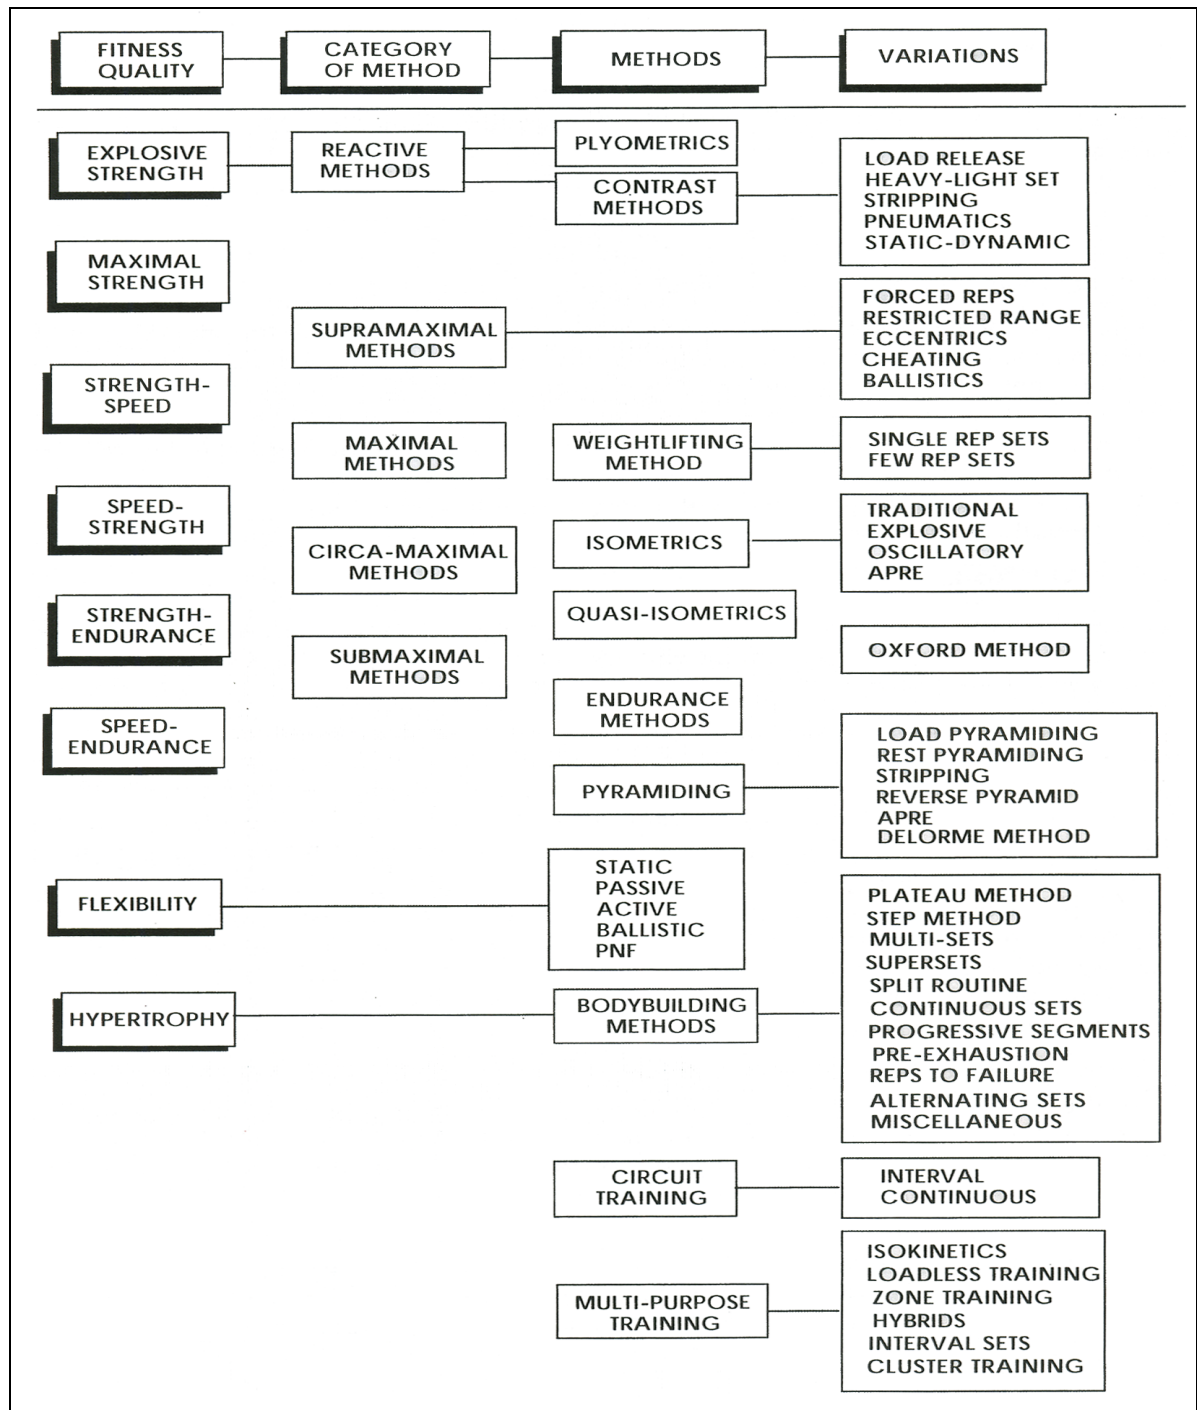 FITNESS
QUALITY
CATEGORY
OF METHOD
METHODS
VARIATIONS
EXPLOSIVE
STRENGTH
REACTIVE
METHODS
PLYOMETRICS
CONTRAST
METHODS
LOAD RELEASE
HEAVY-LIGHT SET
STRIPPING
PNEUMATICS
STATIC-DYNAMIC
MAXIMAL
STRENGTH
SUPRAMAXIMAL
METHODS
FORCED REPS
RESTRICTED RANGE
ECCENTRICS
CHEATING
BALLISTICS
STRENGTH-
SPEED
MAXIMAL
METHODS
WEIGHTLIFTING
METHOD
SINGLE REP SETS
FEW REP SETS
SPEED-
STRENGTH
CIRCA-MAXIMAL
METHODS
ISOMETRICS
TRADITIONAL
EXPLOSIVE
OSCILLATORY
APRE
STRENGTH-
ENDURANCE
SUBMAXIMAL
METHODS
QUASI-ISOMETRICS
OXFORD METHOD
SPEED-
ENDURANCE
ENDURANCE
METHODS
PYRAMIDING
LOAD PYRAMIDING
REST PYRAMIDING
STRIPPING
REVERSE PYRAMID
APRE
DELORME METHOD
FLEXIBILITY
STATIC
PASSIVE
ACTIVE
BALLISTIC
PNF
HYPERTROPHY
BODYBUILDING
METHODS
PLATEAU METHOD
STEP METHOD
MULTI-SETS
SUPERSETS
SPLIT ROUTINE
CONTINUOUS SETS
PROGRESSIVE SEGMENTS
PRE-EXHAUSTION
REPS TO FAILURE
ALTERNATING SETS
MISCELLANEOUS
CIRCUIT
TRAINING
INTERVAL
CONTINUOUS
MULTI-PURPOSE
TRAINING
ISOKINETICS
LOADLESS TRAINING
ZONE TRAINING
HYBRIDS
INTERVAL SETS
CLUSTER TRAINING